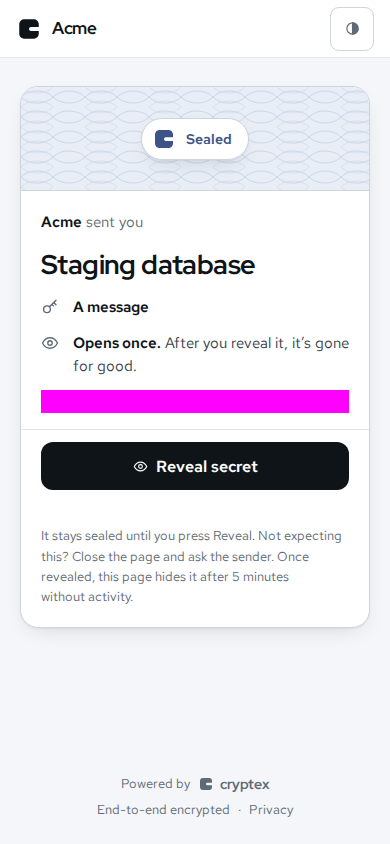 Acme
Sealed
Acme sent you
Staging database
A message
Opens once. After you reveal it, it’s gone
for good.
Reveal secret
It stays sealed until you press Reveal. Not expecting
this? Close the page and ask the sender. Once
revealed, this page hides it after 5 minutes
without activity.
Powered by cryptex
End-to-end encrypted · Privacy